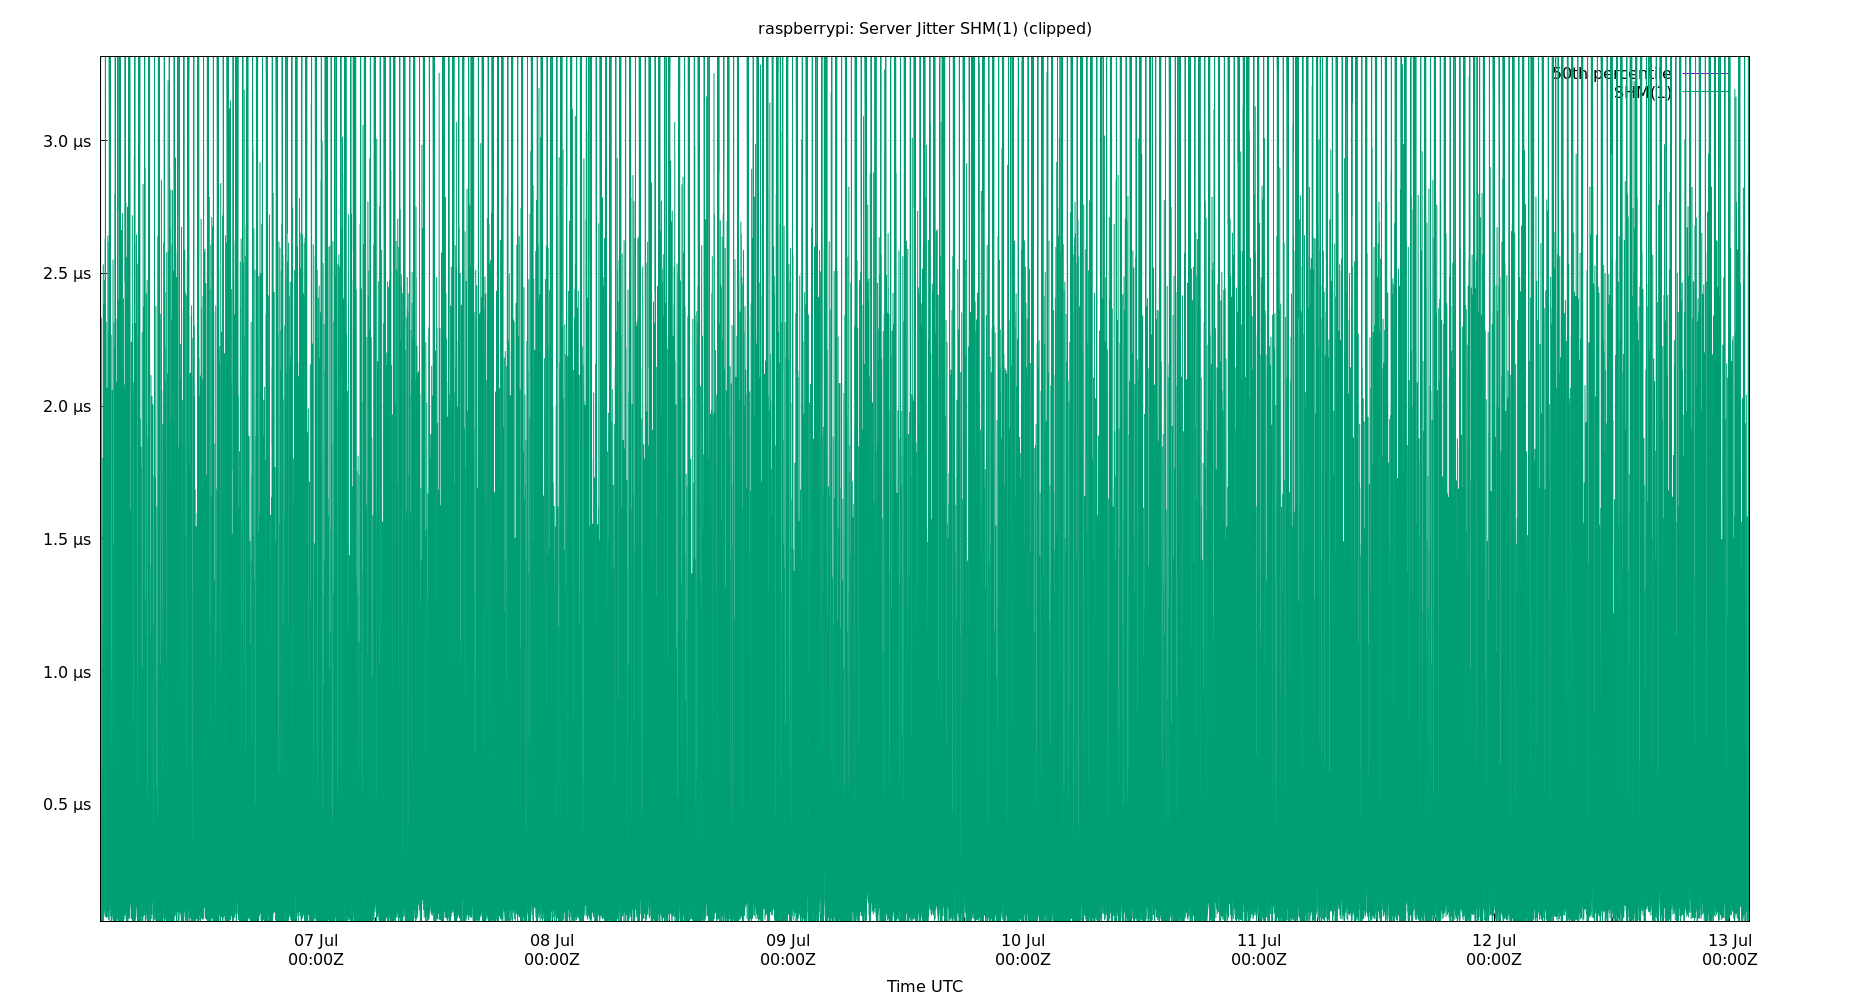 raspberrypi: Server Jitter SHM(1) (clipped)
50th percentile
SHM(1)
3.0 µs
2.5 µs
2.0 µs
1.5 µs
1.0 µs
0.5 µs
07 Jul 08 Jul 09 Jul 10 Jul 11 Jul 12 Jul 13 Jul
00:00Z 00:00Z 00:00Z 00:00Z 00:00Z 00:00Z 00:00Z
Time UTC